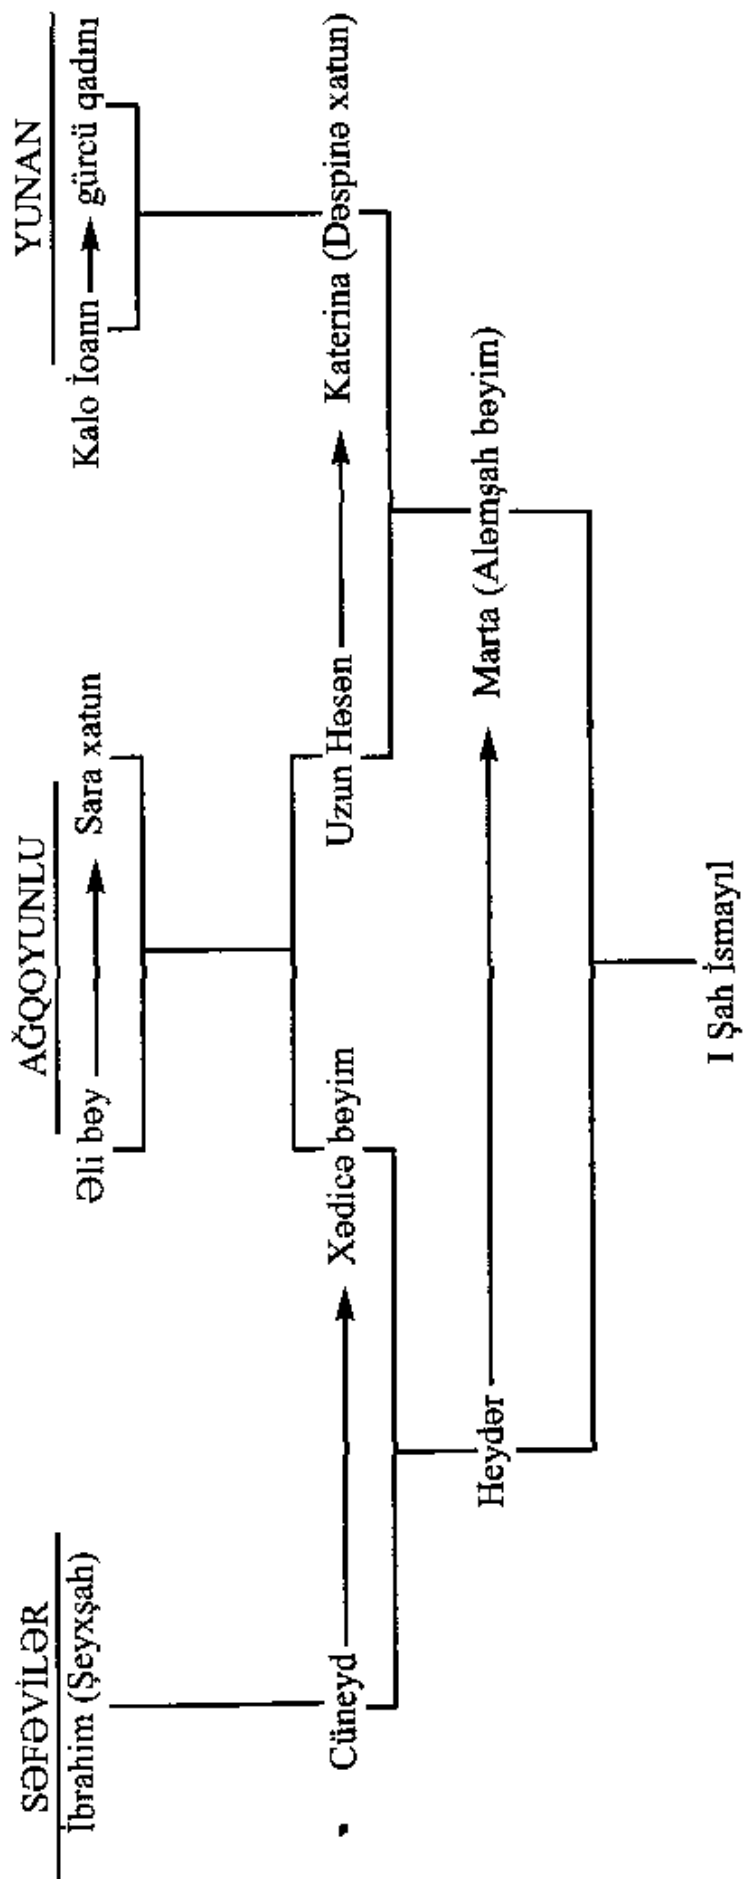 SƏFƏVİLƏR
İbrahim (Şeyxşah)
AĞQOYUNLU
Əli bəy Sara xatun
YUNAN
Kalo İoann gürcü qadını
Cüneyd Xədicə bəyim Uzun Həsən Katerina (Dəspinə xatun)
Heydər Marta (Aləmşah bəyim)
I Şah İsmayıl